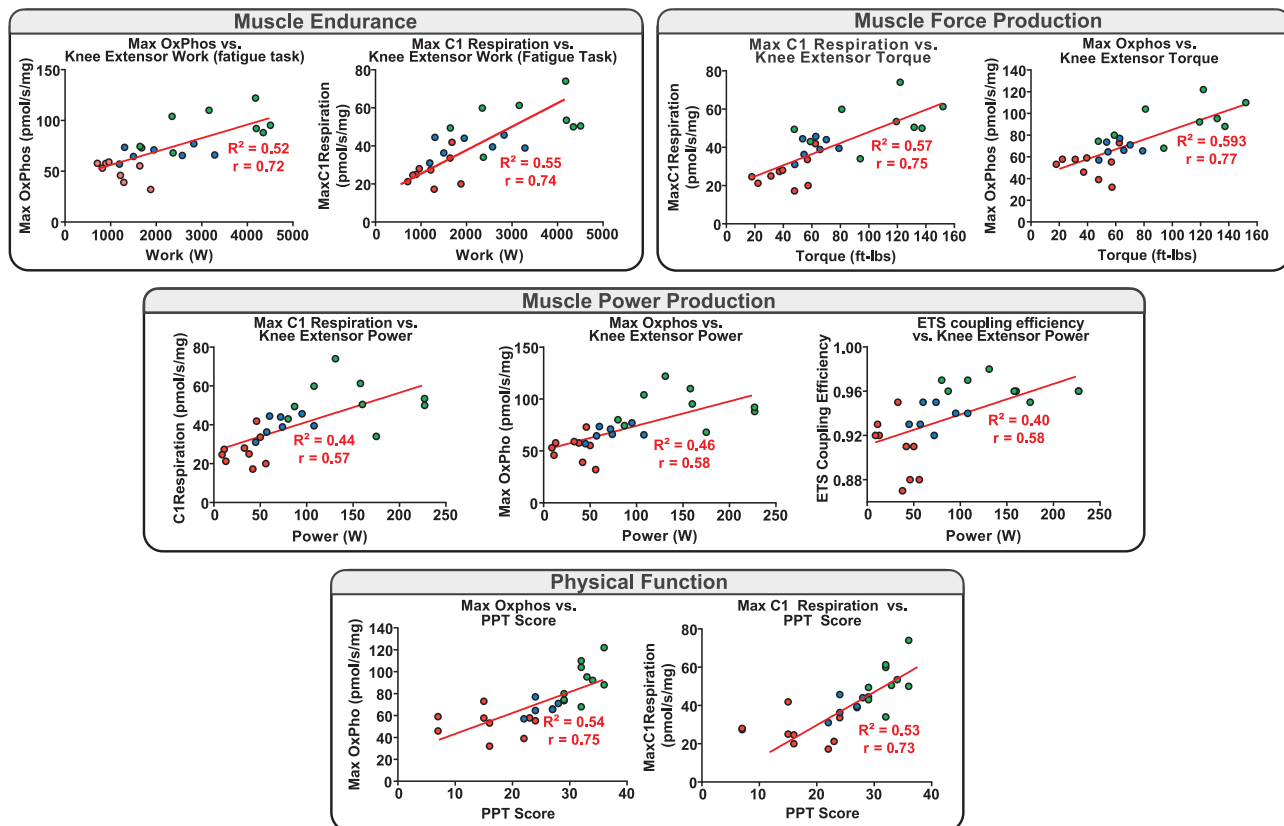 Muscle Endurance
Max OxPhos vs.
Knee Extensor Work (fatigue task)
Max OxPhos (pmol/s/mg)
150
100
50
0
0 1000 2000 3000 4000 5000
Work (W)
R² = 0.52
r = 0.72
Max C1 Respiration vs.
Knee Extensor Work (Fatigue Task)
MaxC1Respiration
(pmol/s/mg)
80
60
40
20
0
0 1000 2000 3000 4000 5000
Work (W)
R² = 0.55
r = 0.74
Muscle Force Production
Max C1 Respiration vs.
Knee Extensor Torque
MaxC1Respiration
(pmol/s/mg)
80
60
40
20
0
0 20 40 60 80 100 120 140 160
Torque (ft-lbs)
R² = 0.57
r = 0.75
Max Oxphos vs.
Knee Extensor Torque
Max OxPhos (pmol/s/mg)
140
120
100
80
60
40
20
0
0 20 40 60 80 100 120 140 160
Torque (ft-lbs)
R² = 0.593
r = 0.77
Muscle Power Production
Max C1 Respiration vs.
Knee Extensor Power
C1Respiration (pmol/s/mg)
80
60
40
20
0
0 50 100 150 200 250
Power (W)
R² = 0.44
r = 0.57
Max Oxphos vs.
Knee Extensor Power
Max OxPho (pmol/s/mg)
150
100
50
0
0 50 100 150 200 250
Power (W)
R² = 0.46
r = 0.58
ETS coupling efficiency
vs. Knee Extensor Power
ETS Coupling Efficiency
1.00
0.96
0.92
0.88
0 50 100 150 200 250
Power (W)
R² = 0.40
r = 0.58
Physical Function
Max Oxphos vs.
PPT Score
Max OxPho (pmol/s/mg)
140
120
100
80
60
40
20
0
0 10 20 30 40
PPT Score
R² = 0.54
r = 0.75
Max C1 Respiration vs.
PPT Score
MaxC1Respiration
(pmol/s/mg)
80
60
40
20
0
0 10 20 30 40
PPT Score
R² = 0.53
r = 0.73